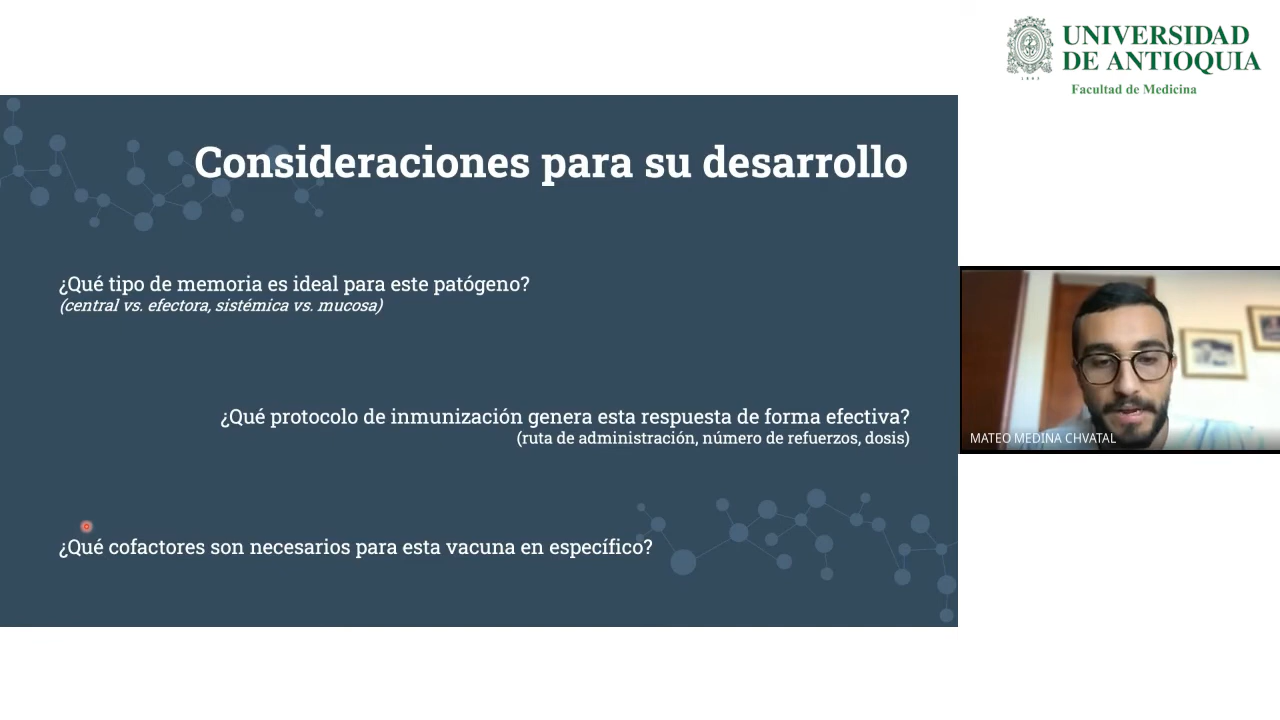 UNIVERSIDAD
DE ANTIOQUIA
1803
Facultad de Medicina
Consideraciones para su desarrollo
¿Qué tipo de memoria es ideal para este patógeno?
(central vs. efectora, sistémica vs. mucosa)
¿Qué protocolo de inmunización genera esta respuesta de forma efectiva?
(ruta de administración, número de refuerzos, dosis)
¿Qué cofactores son necesarios para esta vacuna en específico?
MATEO MEDINA CHVATAL